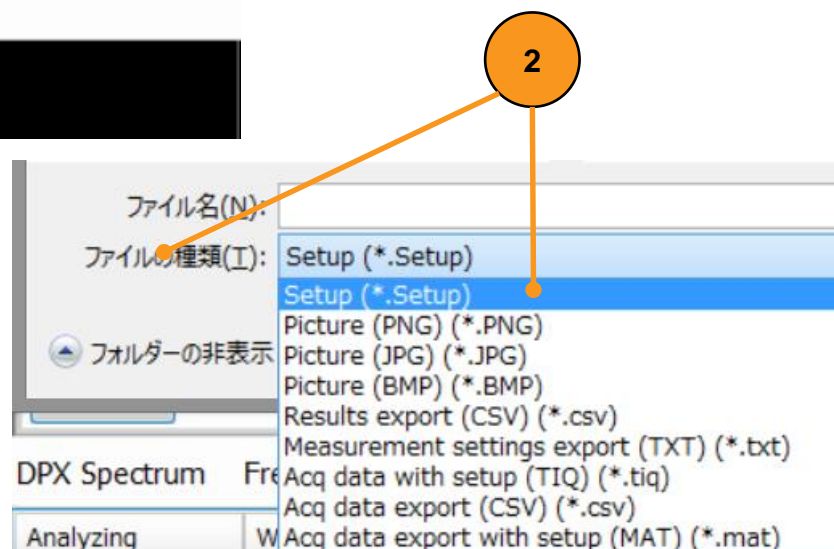 2
ファイル名(N):
ファイルの種類(T): Setup (*.Setup)
Setup (*.Setup)
Picture (PNG) (*.PNG)
フォルダーの非表示 Picture (JPG) (*.JPG)
Picture (BMP) (*.BMP)
Results export (CSV) (*.csv)
Measurement settings export (TXT) (*.txt)
DPX Spectrum Fre Acq data with setup (TIQ) (*.tiq)
Acq data export (CSV) (*.csv)
Analyzing W Acq data export with setup (MAT) (*.mat)